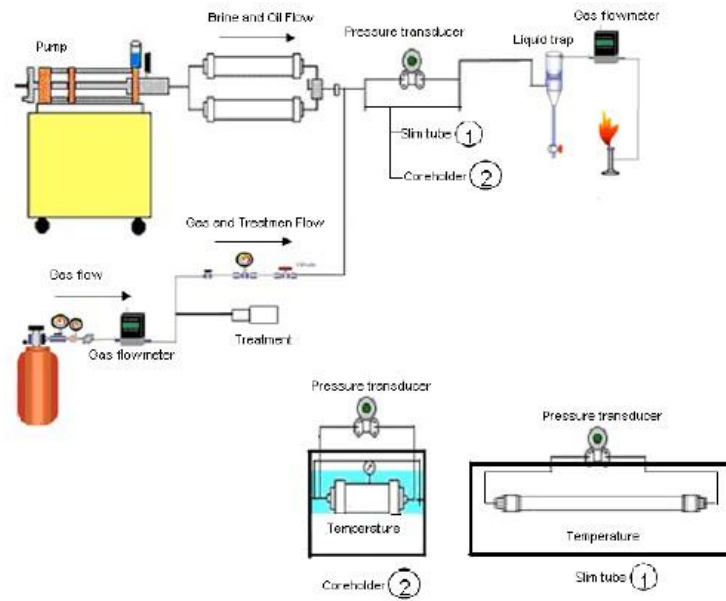 Brine and Oil Flow
Gas flowmeter
Pump
Pressure transducer
Liquid trap
Slim tube 1
Coreholder 2
Gas and Treatmen Flow
Gas flow
Gas flowmeter
Treatment
Pressure transducer
Pressure transducer
Temperature
Temperature
Coreholder 2
Slim tube 1